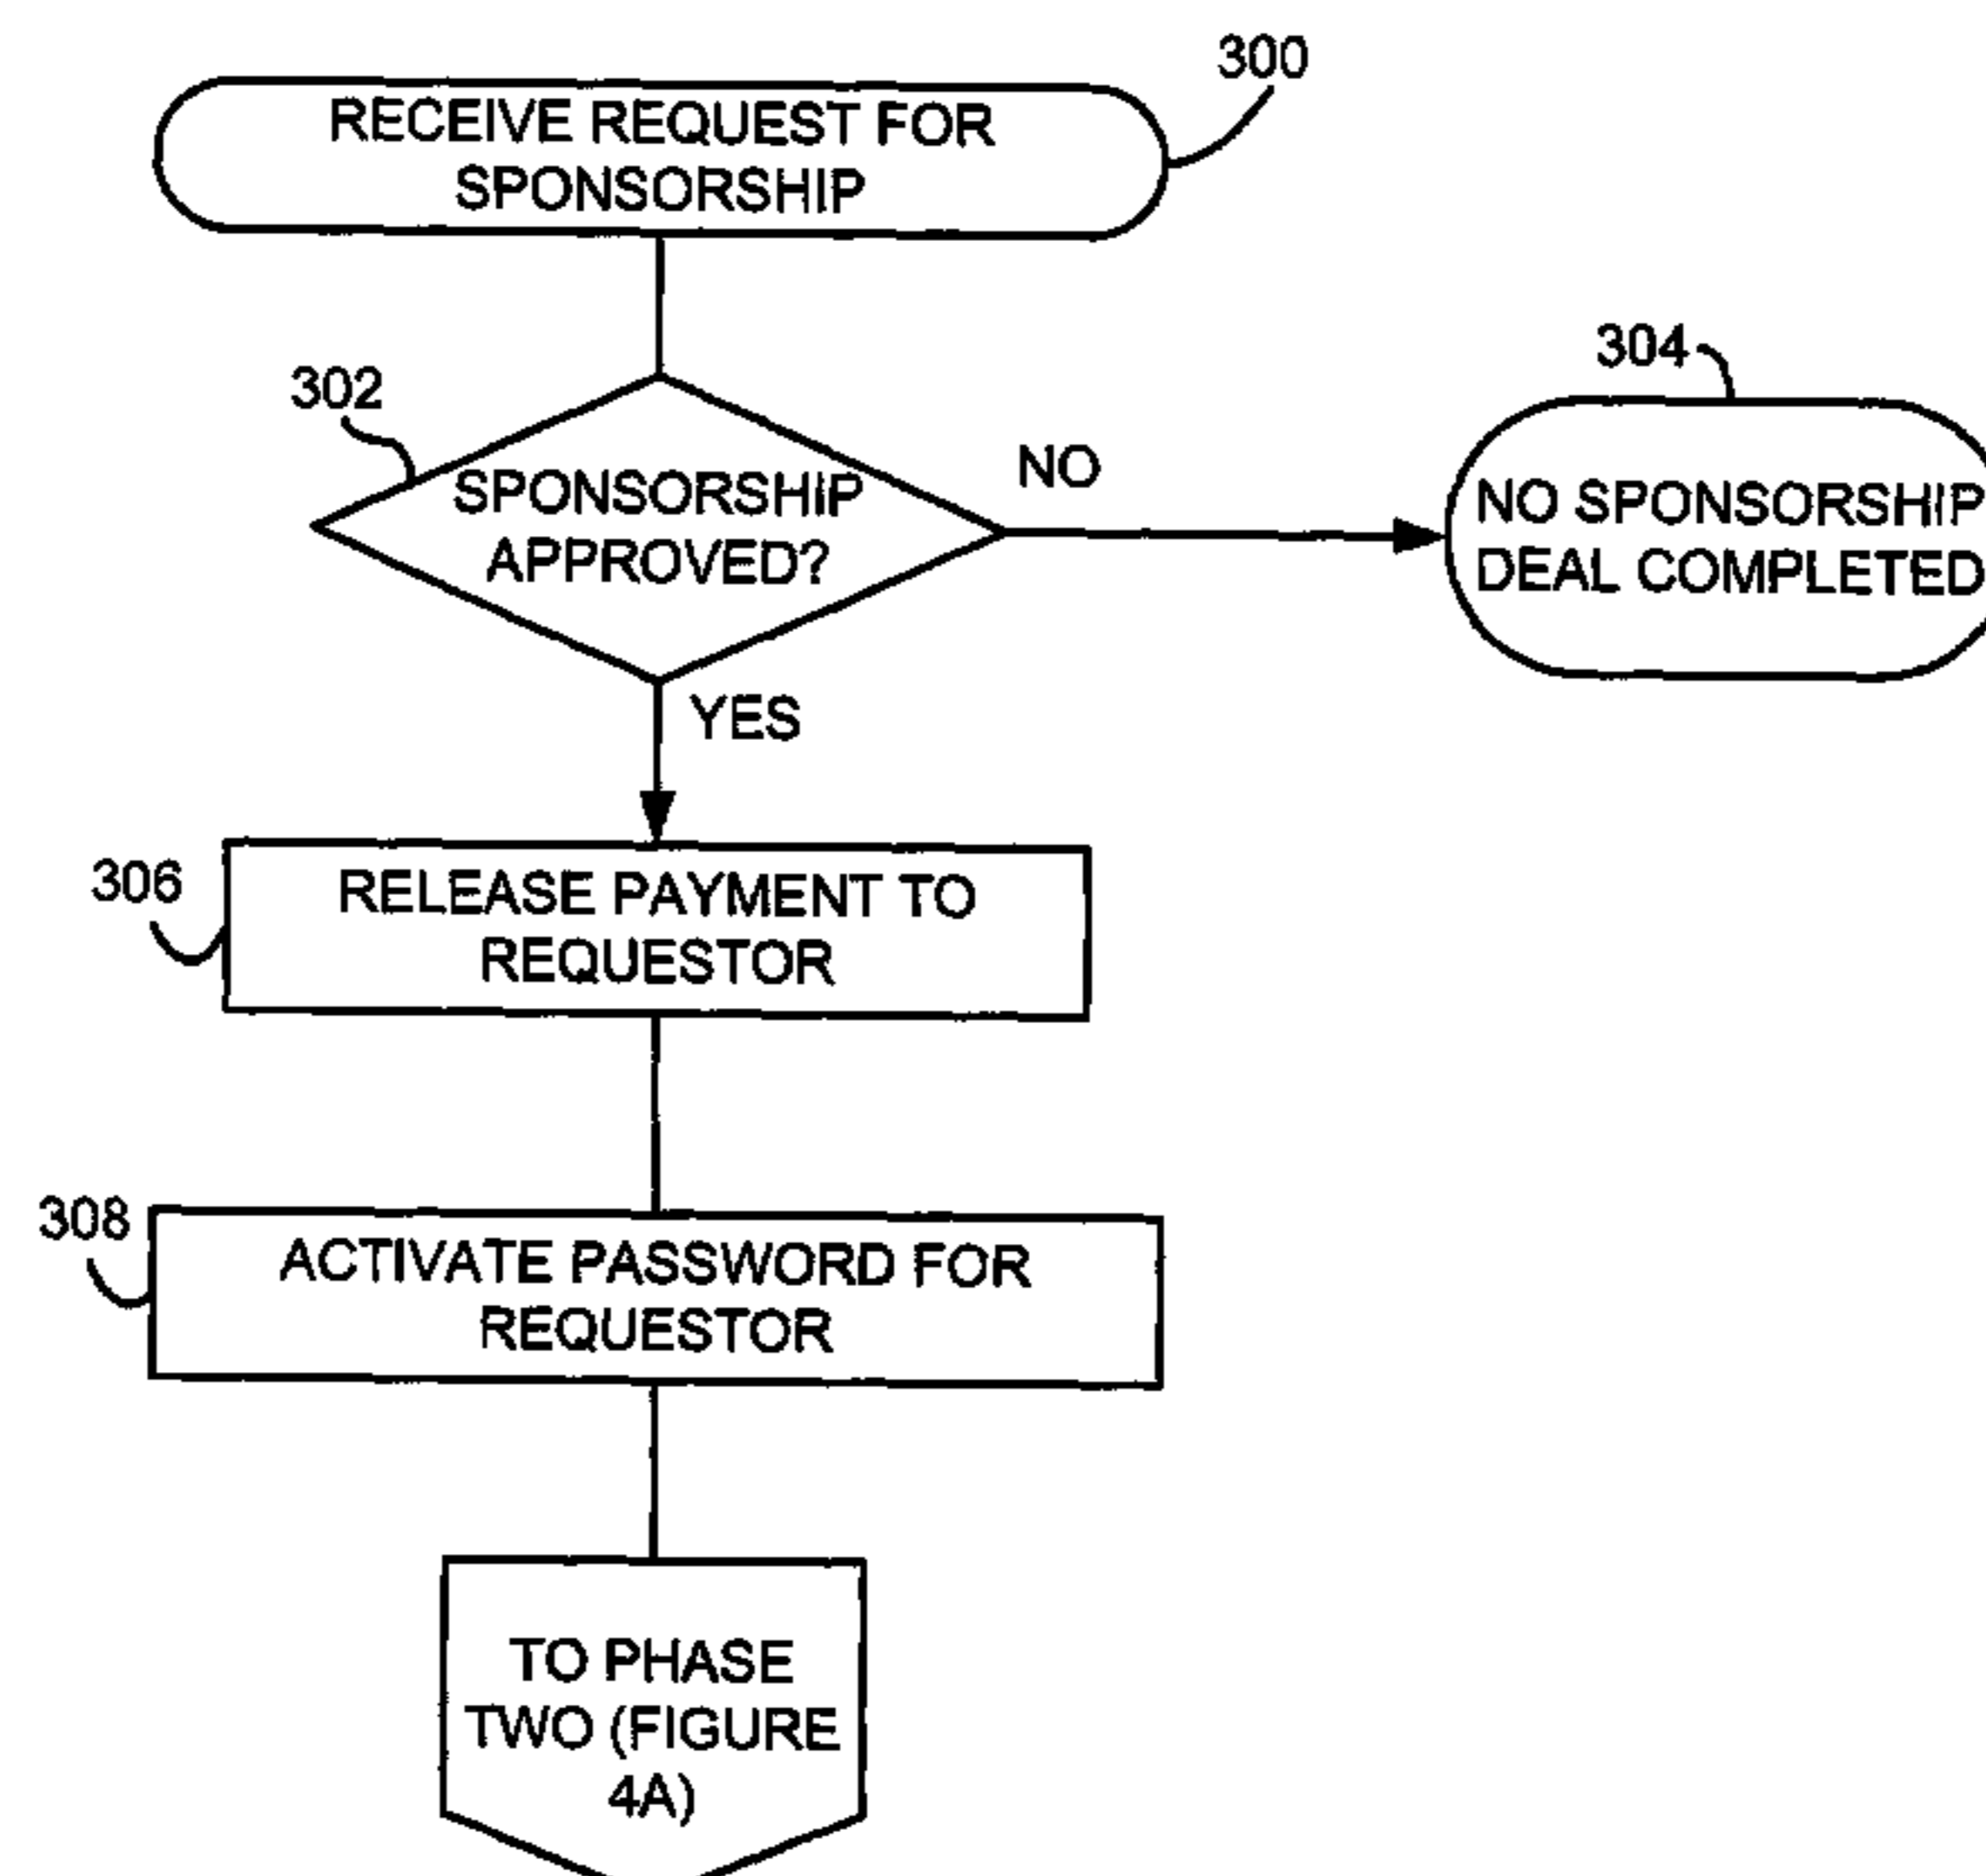 300
RECEIVE REQUEST FOR
SPONSORSHIP
304
302
NO
SPONSORSHIP
APPROVED?
NO SPONSORSHIP
DEAL COMPLETED
YES
306
RELEASE PAYMENT TO
REQUESTOR
308
ACTIVATE PASSWORD FOR
REQUESTOR
TO PHASE
TWO (FIGURE
4A)